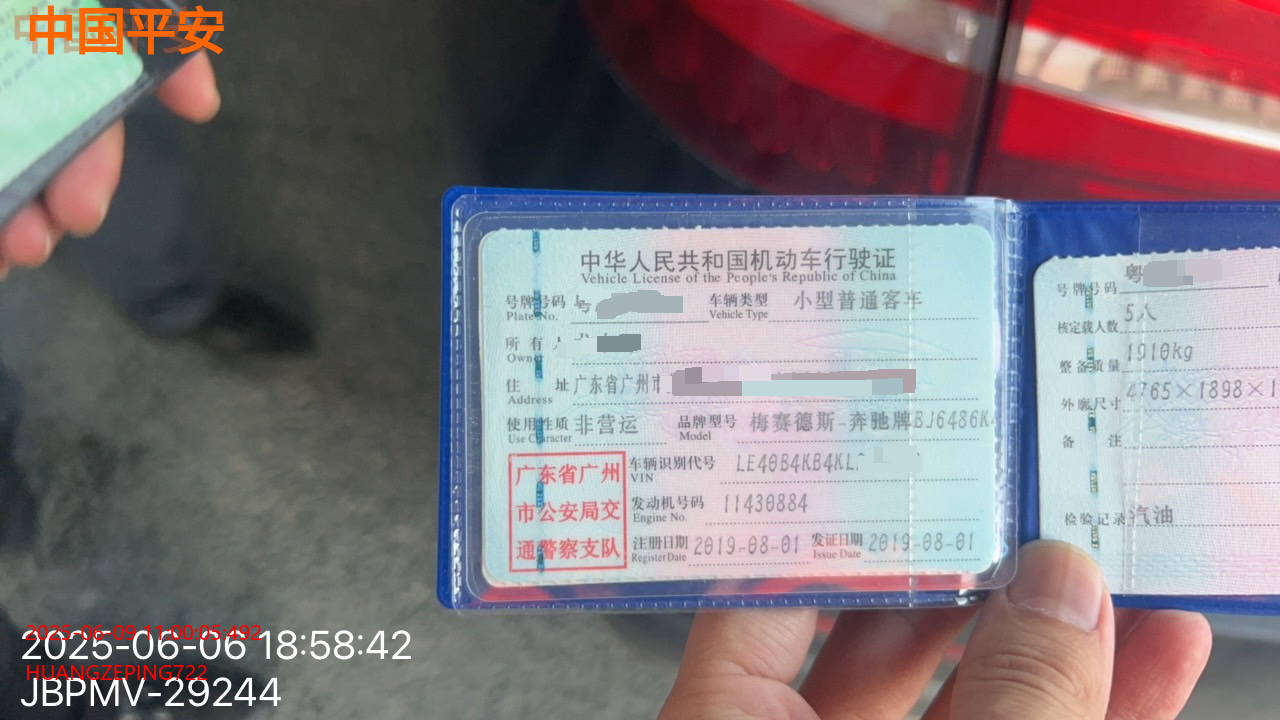 中国平安
中华人民共和国机动车行驶证
Vehicle License of the People's Republic of China
号牌号码 粤 车辆类型 小型普通客车
Plate No. Vehicle Type
所有人
Owner
住 址 广东省广州市
Address
使用性质 非营运 品牌型号 梅赛德斯-奔驰牌BJ6486K
Use Character Model
广东省广州
市公安局交
通警察支队
车辆识别代号 LE40B4KB4KL
VIN
发动机号码 11430884
Engine No.
注册日期 2019-08-01 发证日期 2019-08-01
Register Date Issue Date
号牌号码 粤
核定载人数 5人
整备质量 1910kg
外廓尺寸 4765×1898×1
备 注
检验记录 汽油
2025-06-09 11:00:05:492
2025-06-06 18:58:42
HUANGZEPING722
JBPMV-29244